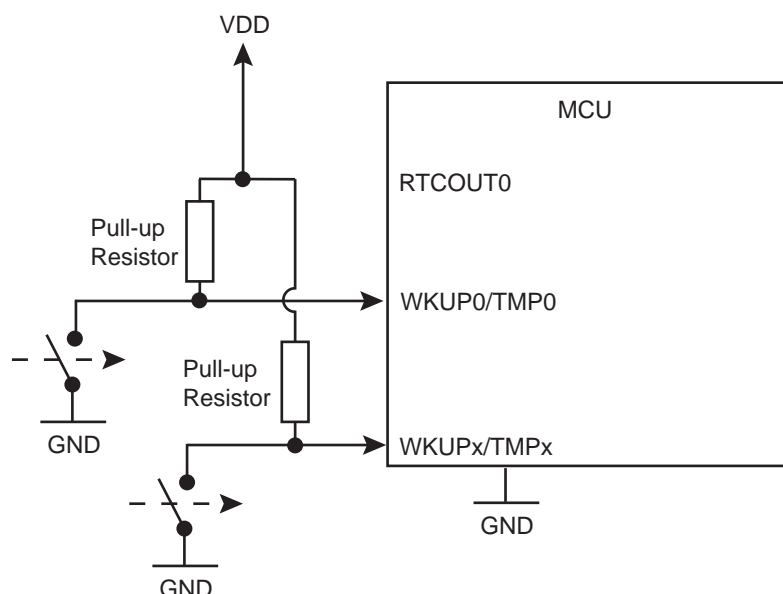 VDD
MCU
RTCOUT0
Pull-up
Resistor
WKUP0/TMP0
Pull-up
Resistor
GND
WKUPx/TMPx
GND
GND